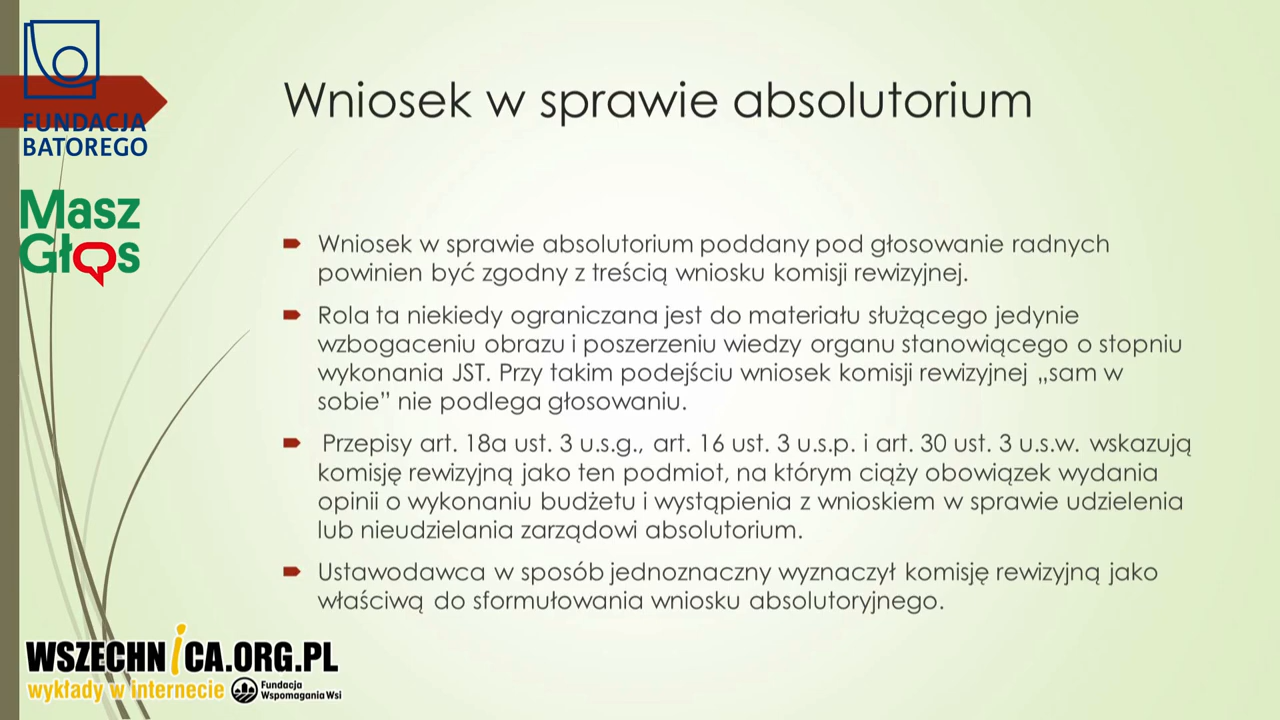 FUNDACJA
BATOREGO
Masz
Głos
Wniosek w sprawie absolutorium
Wniosek w sprawie absolutorium poddany pod głosowanie radnych
powinien być zgodny z treścią wniosku komisji rewizyjnej.
Rola ta niekiedy ograniczana jest do materiału służącego jedynie
wzbogaceniu obrazu i poszerzeniu wiedzy organu stanowiącego o stopniu
wykonania JST. Przy takim podejściu wniosek komisji rewizyjnej „sam w
sobie” nie podlega głosowaniu.
Przepisy art. 18a ust. 3 u.s.g., art. 16 ust. 3 u.s.p. i art. 30 ust. 3 u.s.w. wskazują
komisję rewizyjną jako ten podmiot, na którym ciąży obowiązek wydania
opinii o wykonaniu budżetu i wystąpienia z wnioskiem w sprawie udzielenia
lub nieudzielania zarządowi absolutorium.
Ustawodawca w sposób jednoznaczny wyznaczył komisję rewizyjną jako
właściwą do sformułowania wniosku absolutoryjnego.
WSZECHNiCA.ORG.PL
wykłady w internecie
Fundacja
Wspomagania Wsi